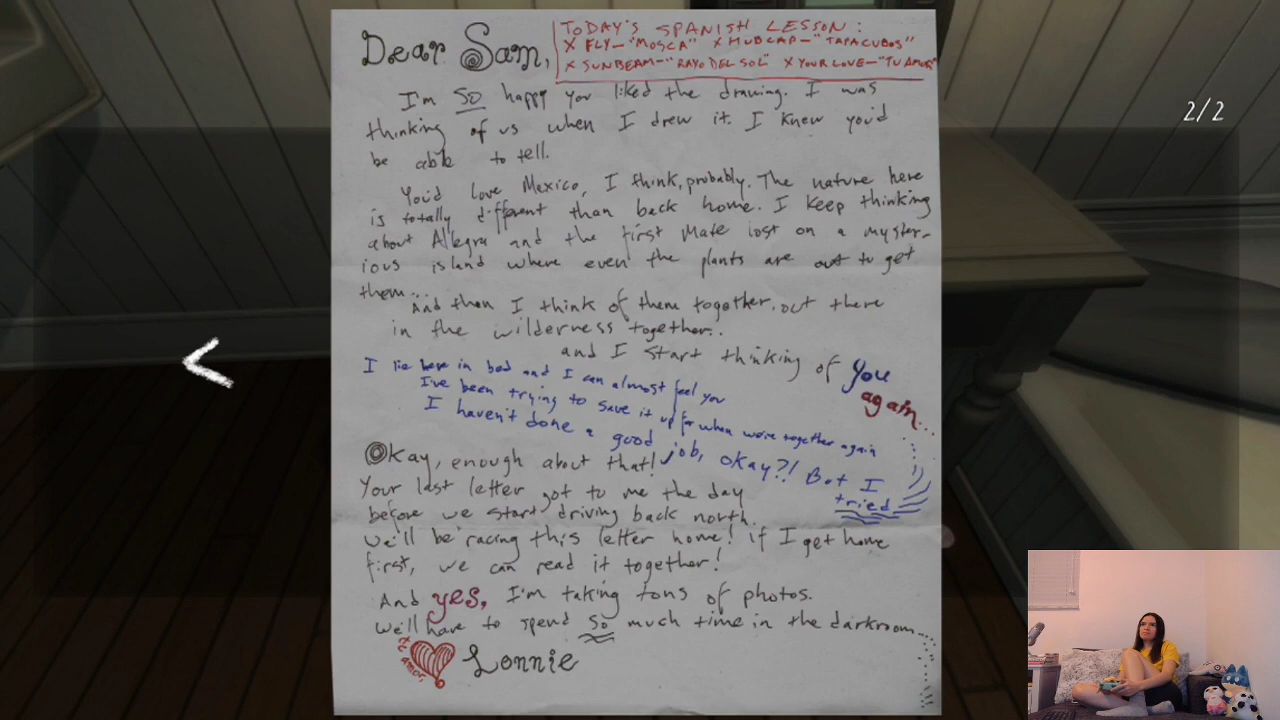 Dear Sam,
TODAY'S SPANISH LESSON:
X FLY—"MOSCA" X HUBCAP—"TAPACUBOS"
X SUNBEAM—"RAYO DEL SOL" X YOUR LOVE—"TU AMOR"
I'm SO happy you liked the drawing. I was
thinking of us when I drew it. I knew you'd
be able to tell.
You'd love Mexico, I think, probably. The nature here
is totally different than back home. I keep thinking
about Allegra and the first Mate lost on a myster-
ious island where even the plants are out to get
them...
And then I think of them together, out there
in the wilderness together...
and I start thinking of you
again...
I lie here in bed and I can almost feel you
I've been trying to save it up for when we're together again
I haven't done a good job, okay?! But I
tried
Okay, enough about that!
Your last letter got to me the day
before we start driving back north.
We'll be racing this letter home! if I get home
first, we can read it together!
And yes, I'm taking tons of photos.
We'll have to spend SO much time in the darkroom...
Lonnie
2/2